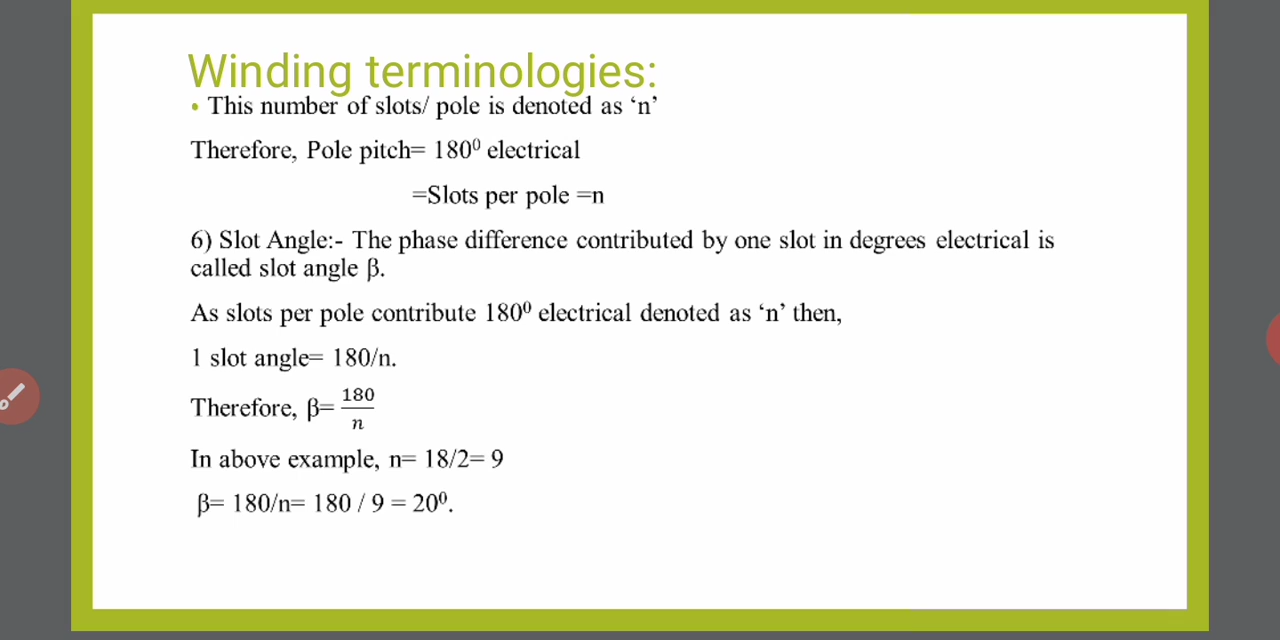 Winding terminologies:
• This number of slots/ pole is denoted as ‘n’
Therefore, Pole pitch= 180⁰ electrical
=Slots per pole =n
6) Slot Angle:- The phase difference contributed by one slot in degrees electrical is
called slot angle β.
As slots per pole contribute 180⁰ electrical denoted as ‘n’ then,
1 slot angle= 180/n.
Therefore, β= 180/n
In above example, n= 18/2= 9
β= 180/n= 180 / 9 = 20⁰.